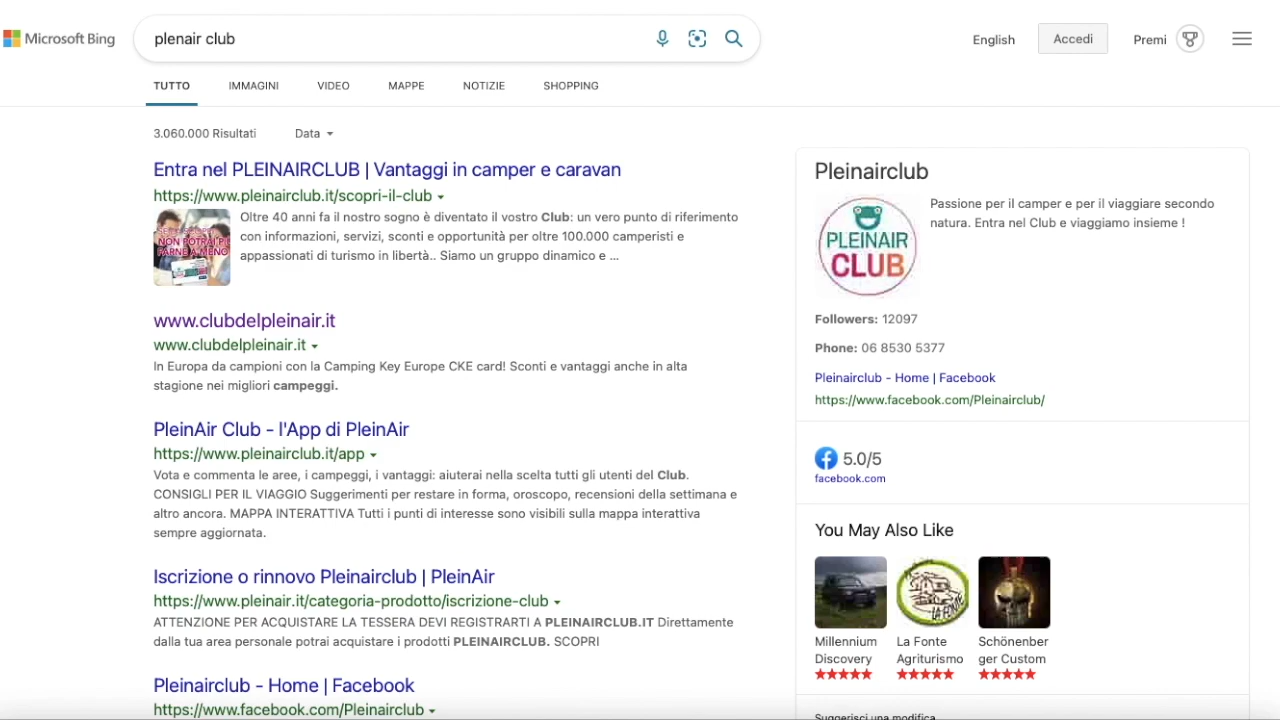 Microsoft Bing
plenair club
English
Accedi
Premi
TUTTO
IMMAGINI
VIDEO
MAPPE
NOTIZIE
SHOPPING
3.060.000 Risultati
Data
Entra nel PLEINAIRCLUB | Vantaggi in camper e caravan
https://www.pleinairclub.it/scopri-il-club
NON POTRAI PI
FARNE A MENO
Oltre 40 anni fa il nostro sogno è diventato il vostro Club: un vero punto di riferimento
con informazioni, servizi, sconti e opportunità per oltre 100.000 camperisti e
appassionati di turismo in libertà.. Siamo un gruppo dinamico e ...
www.clubdelpleinair.it
www.clubdelpleinair.it
In Europa da campioni con la Camping Key Europe CKE card! Sconti e vantaggi anche in alta
stagione nei migliori campeggi.
PleinAir Club - l'App di PleinAir
https://www.pleinairclub.it/app
Vota e commenta le aree, i campeggi, i vantaggi: aiuterai nella scelta tutti gli utenti del Club.
CONSIGLI PER IL VIAGGIO Suggerimenti per restare in forma, oroscopo, recensioni della settimana e
altro ancora. MAPPA INTERATTIVA Tutti i punti di interesse sono visibili sulla mappa interattiva
sempre aggiornata.
Iscrizione o rinnovo Pleinairclub | PleinAir
https://www.pleinair.it/categoria-prodotto/iscrizione-club
ATTENZIONE PER ACQUISTARE LA TESSERA DEVI REGISTRARTI A PLEINAIRCLUB.IT Direttamente
dalla tua area personale potrai acquistare i prodotti PLEINAIRCLUB. SCOPRI
Pleinairclub - Home | Facebook
https://www.facebook.com/Pleinairclub
Pleinairclub
PLEINAIR
CLUB
Passione per il camper e per il viaggiare secondo
natura. Entra nel Club e viaggiamo insieme !
Followers: 12097
Phone: 06 8530 5377
Pleinairclub - Home | Facebook
https://www.facebook.com/Pleinairclub/
5.0/5
facebook.com
You May Also Like
LA FONTE
Millennium
Discovery
La Fonte
Agriturismo
Schönenber
ger Custom
Suggerisci una modifica